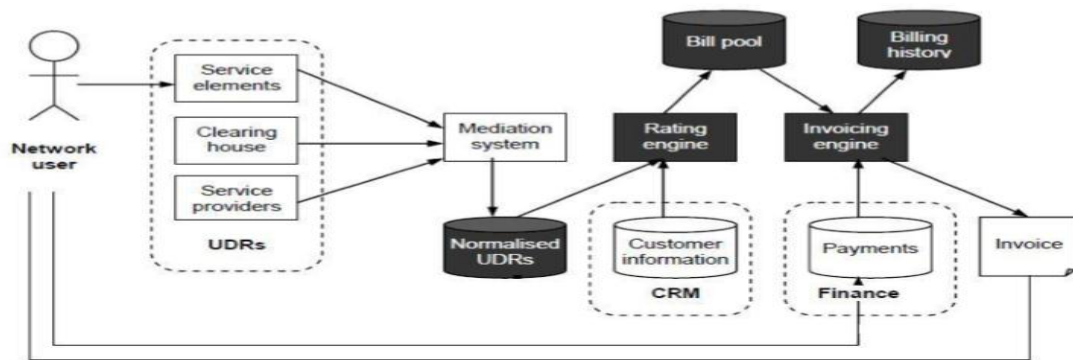 Network
user
Service
elements
Clearing
house
Service
providers
UDRs
Mediation
system
Normalised
UDRs
Bill pool
Rating
engine
Customer
information
CRM
Billing
history
Invoicing
engine
Payments
Finance
Invoice